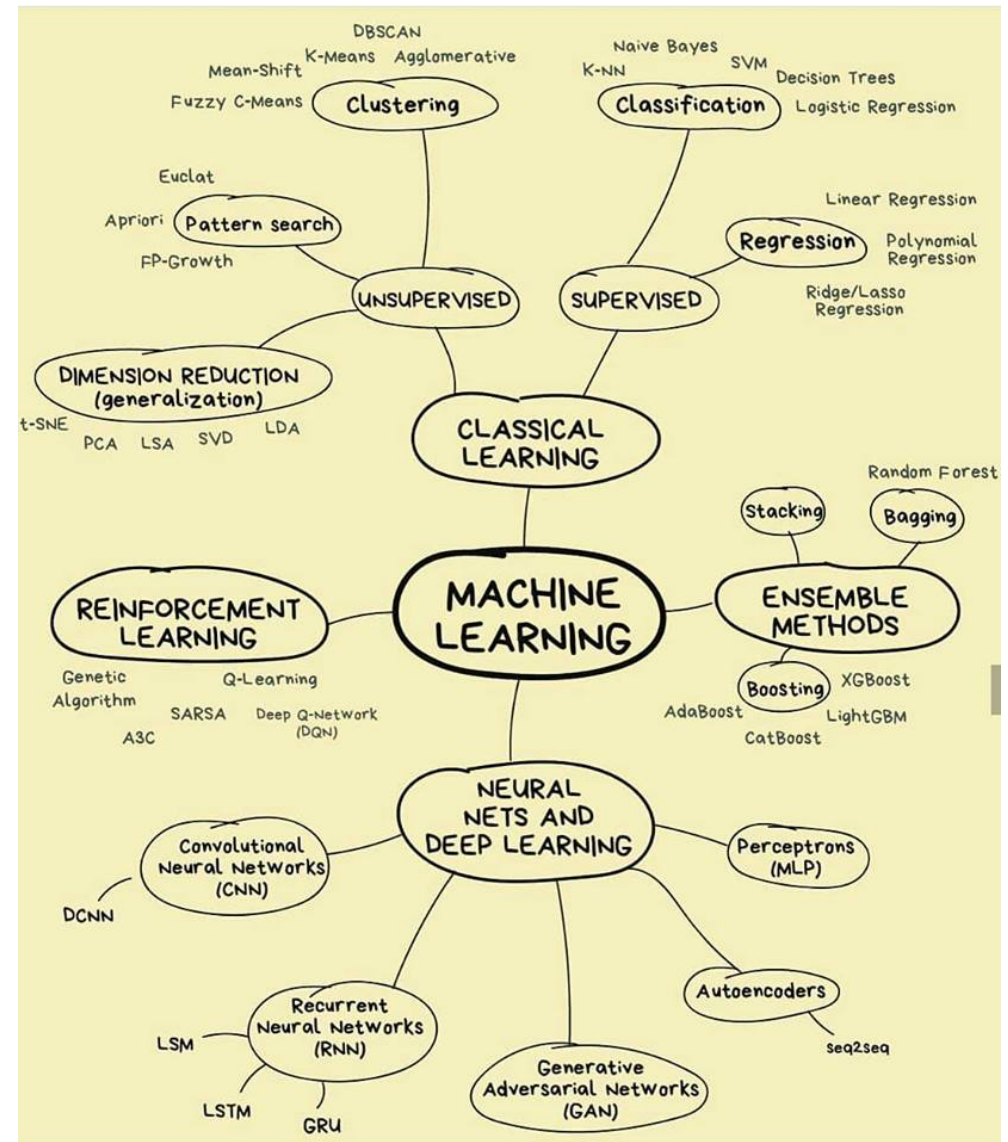 DBSCAN
K-Means Agglomerative
Mean-Shift
Fuzzy C-Means
Clustering
Naive Bayes
K-NN
SVM
Decision Trees
Classification
Logistic Regression
Euclat
Apriori
Pattern search
FP-Growth
Linear Regression
Regression
Polynomial
Regression
Ridge/Lasso
Regression
UNSUPERVISED
SUPERVISED
DIMENSION REDUCTION
(generalization)
t-SNE
PCA
LSA
SVD
LDA
CLASSICAL
LEARNING
Random Forest
Stacking
Bagging
MACHINE
LEARNING
REINFORCEMENT
LEARNING
Genetic
Algorithm
Q-Learning
SARSA
Deep Q-Network
(DQN)
A3C
ENSEMBLE
METHODS
Boosting
XGBoost
AdaBoost
LightGBM
CatBoost
NEURAL
NETS AND
DEEP LEARNING
Convolutional
Neural Networks
(CNN)
DCNN
Perceptrons
(MLP)
Recurrent
Neural Networks
(RNN)
LSM
LSTM
GRU
Generative
Adversarial Networks
(GAN)
Autoencoders
seq2seq